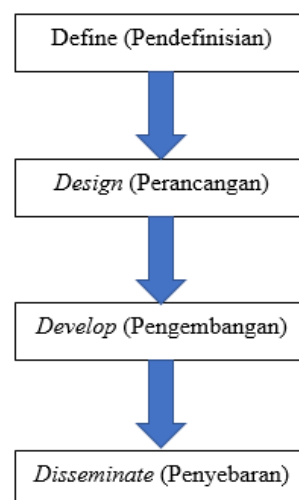 Define (Pendefinisian)
Design (Perancangan)
Develop (Pengembangan)
Disseminate (Penyebaran)